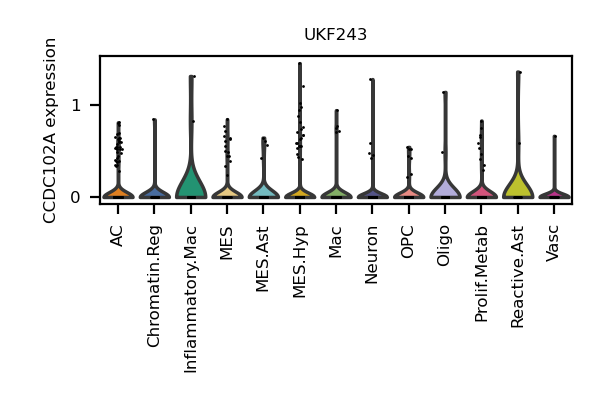 UKF243
CCDC102A expression
1
0
AC
Chromatin.Reg
Inflammatory.Mac
MES
MES.Ast
MES.Hyp
Mac
Neuron
OPC
Oligo
Prolif.Metab
Reactive.Ast
Vasc